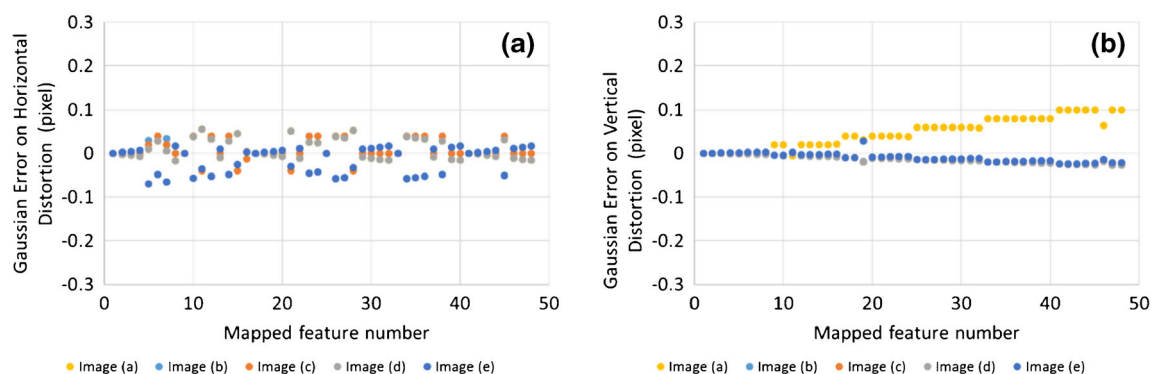 (a)
Gaussian Error on Horizontal
Distortion (pixel)
0.3
0.2
0.1
0
-0.1
-0.2
-0.3
0 10 20 30 40 50
Mapped feature number
Image (a) Image (b) Image (c) Image (d) Image (e)
(b)
Gaussian Error on Vertical
Distortion (pixel)
0.3
0.2
0.1
0
-0.1
-0.2
-0.3
0 10 20 30 40 50
Mapped feature number
Image (a) Image (b) Image (c) Image (d) Image (e)